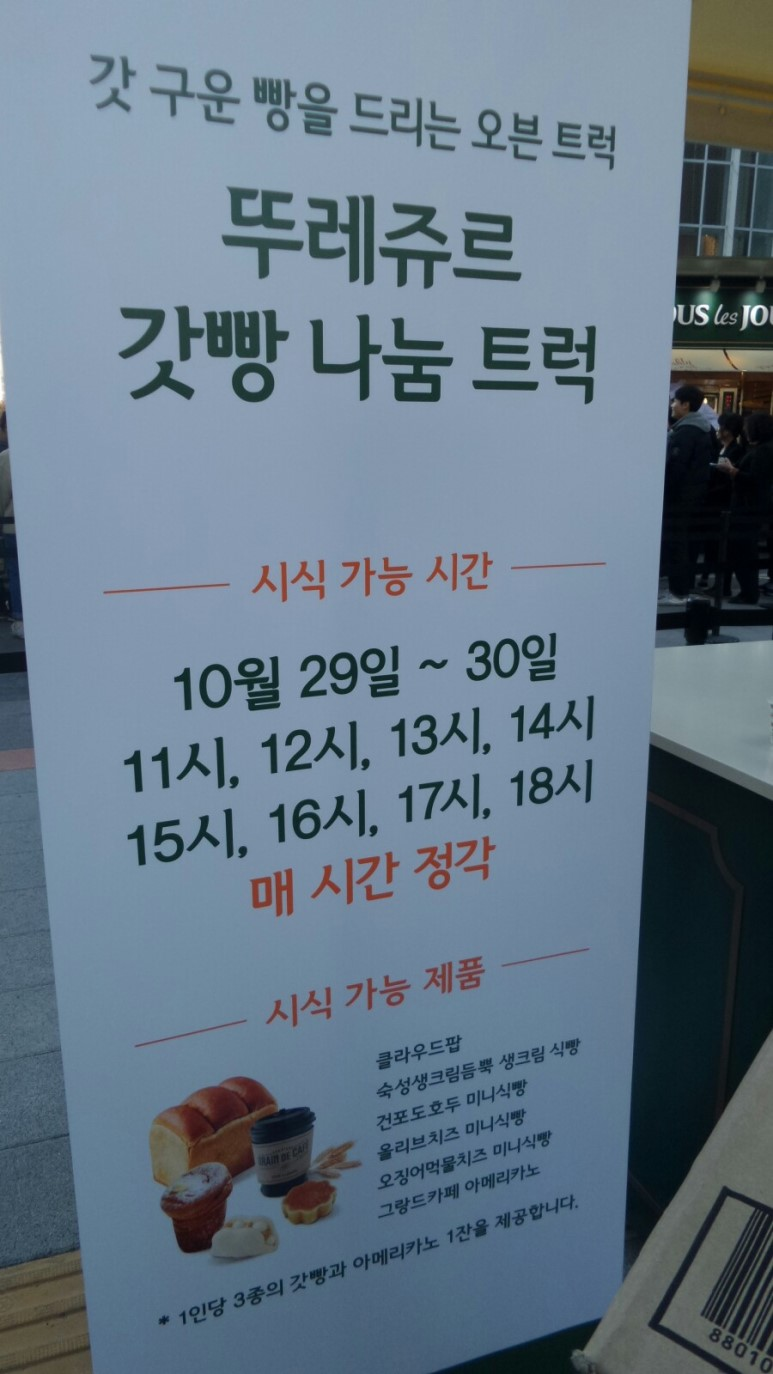 갓 구운 빵을 드리는 오븐 트럭
뚜레쥬르
갓빵 나눔 트럭
OUS les JOU
시식 가능 시간
10월 29일 ~ 30일
11시, 12시, 13시, 14시
15시, 16시, 17시, 18시
매 시간 정각
시식 가능 제품
클라우드팝
숙성생크림듬뿍 생크림 식빵
건포도호두 미니식빵
올리브치즈 미니식빵
오징어먹물치즈 미니식빵
그랑드카페 아메리카노
* 1인당 3종의 갓빵과 아메리카노 1잔을 제공합니다.
88010